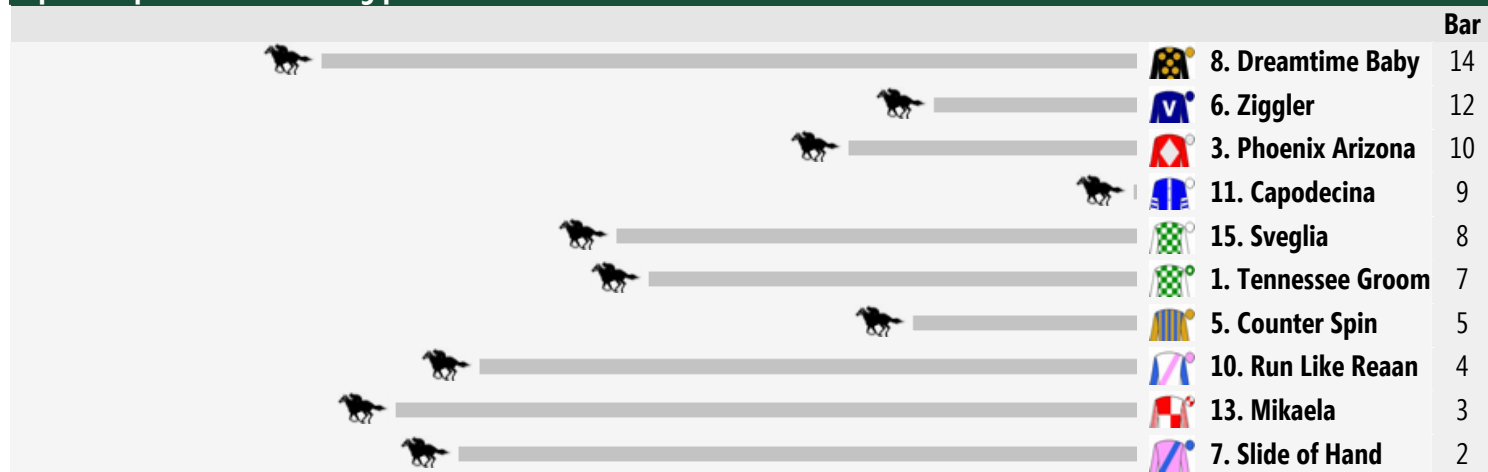 Bar
8. Dreamtime Baby 14
V 6. Ziggler 12
3. Phoenix Arizona 10
11. Capodecina 9
15. Sveglia 8
1. Tennessee Groom 7
5. Counter Spin 5
10. Run Like Reaan 4
13. Mikaela 3
7. Slide of Hand 2